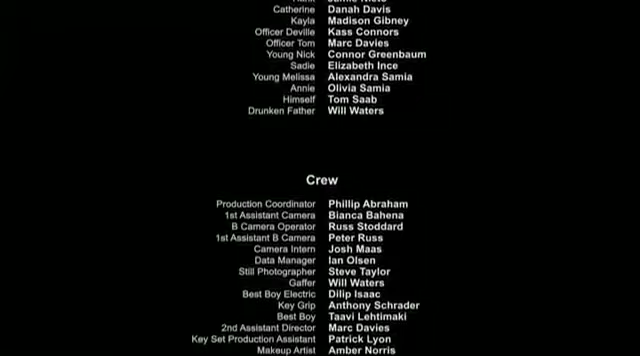 Catherine Danah Davis
Kayla Madison Gibney
Officer Deville Kass Connors
Officer Tom Marc Davies
Young Nick Connor Greenbaum
Sadie Elizabeth Ince
Young Melissa Alexandra Samia
Annie Olivia Samia
Himself Tom Saab
Drunken Father Will Waters
Crew
Production Coordinator Phillip Abraham
1st Assistant Camera Bianca Bahena
B Camera Operator Russ Stoddard
1st Assistant B Camera Peter Russ
Camera Intern Josh Maas
Data Manager Ian Olsen
Still Photographer Steve Taylor
Gaffer Will Waters
Best Boy Electric Dilip Isaac
Key Grip Anthony Schrader
Best Boy Taavi Lehtimaki
2nd Assistant Director Marc Davies
Key Set Production Assistant Patrick Lyon
Makeup Artist Amber Norris